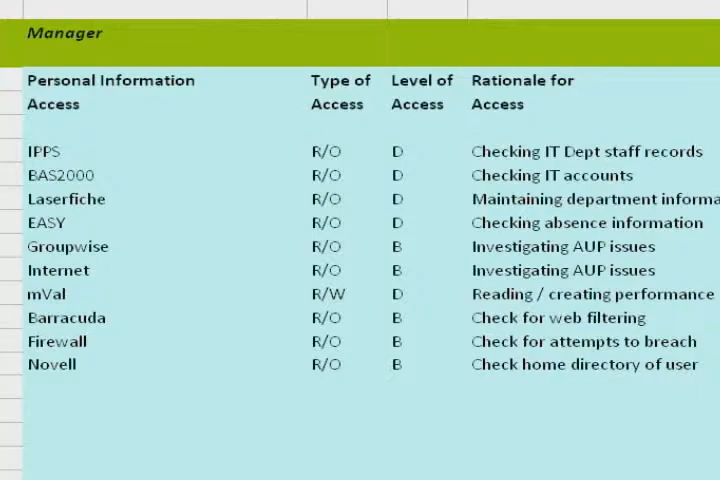 Manager
Personal Information Type of Level of Rationale for
Access Access Access Access
IPPS R/O D Checking IT Dept staff records
BAS2000 R/O D Checking IT accounts
Laserfiche R/O D Maintaining department
EASY R/O D Checking absence information
Groupwise R/O B Investigating AUP issues
Internet R/O B Investigating AUP issues
mVal R/W D Reading / creating performance
Barracuda R/O B Check for web filtering
Firewall R/O B Check for attempts to breach
Novell R/O B Check home directory of user